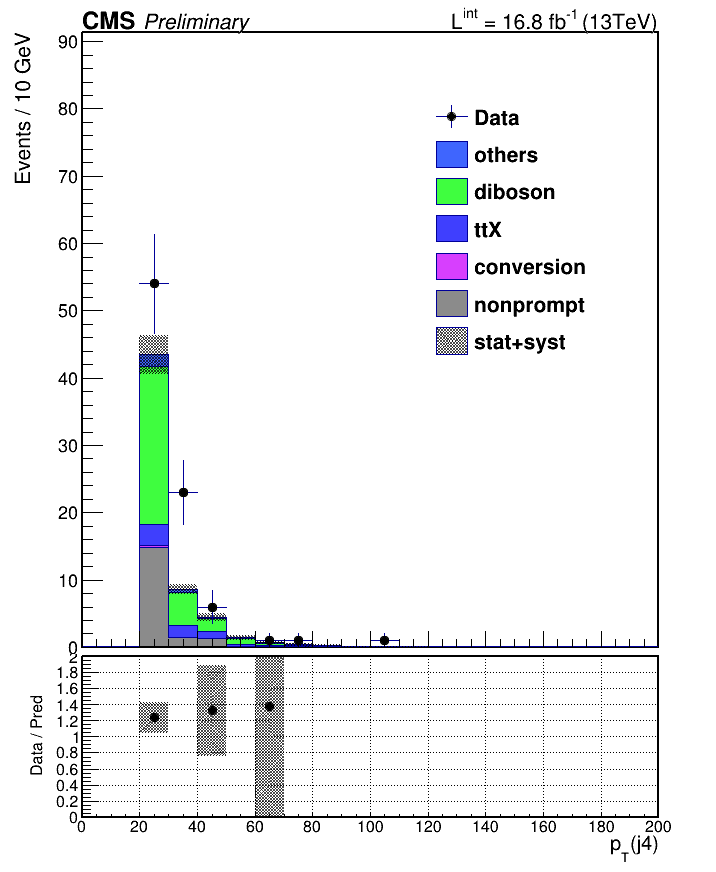 CMS Preliminary
L^int = 16.8 fb^-1 (13TeV)
Events / 10 GeV
90
80
70
60
50
40
30
20
10
0
Data
others
diboson
ttX
conversion
nonprompt
stat+syst
Data / Pred
2
1.8
1.6
1.4
1.2
1
0.8
0.6
0.4
0.2
0
0 20 40 60 80 100 120 140 160 180 200
p_T(j4)